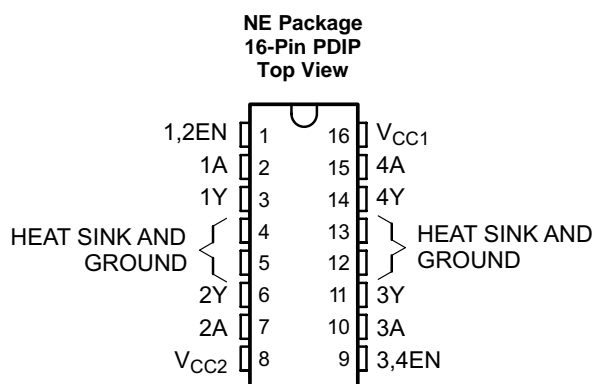 NE Package
16-Pin PDIP
Top View
1,2EN 1 16 VCC1
1A 2 15 4A
1Y 3 14 4Y
HEAT SINK AND
GROUND
4 13
5 12
HEAT SINK AND
GROUND
2Y 6 11 3Y
2A 7 10 3A
VCC2 8 9 3,4EN